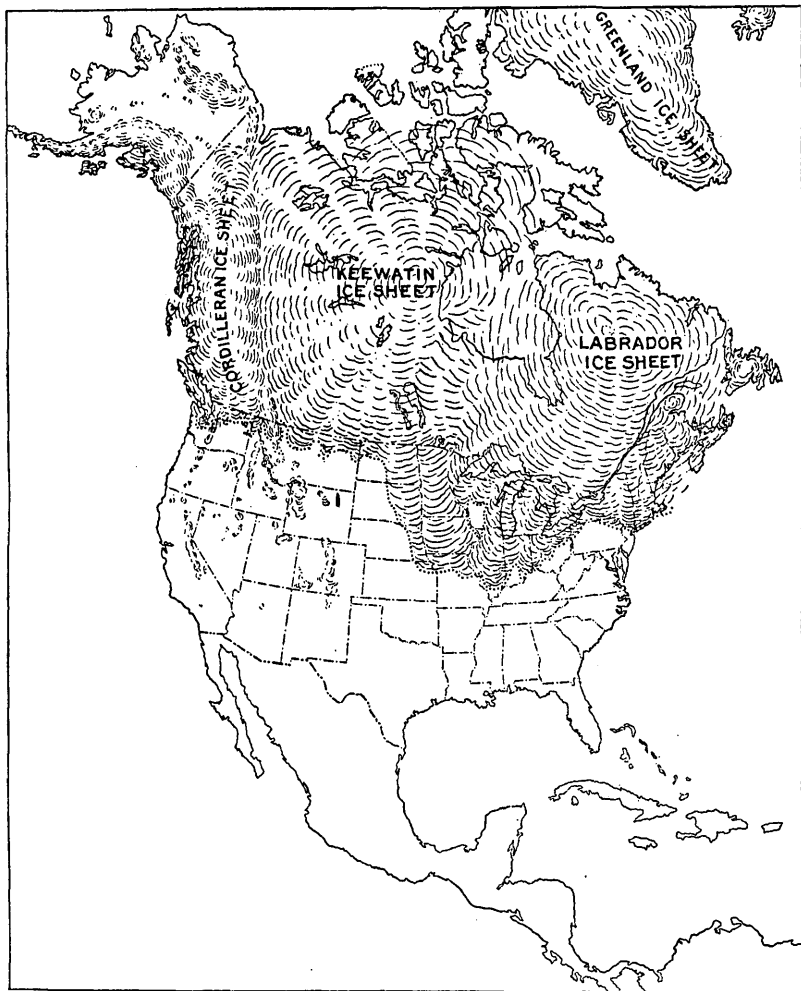 GREENLAND ICE SHEET
CORDILLERAN ICE SHEET
KEEWATIN
ICE SHEET
LABRADOR
ICE SHEET